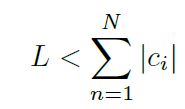 L < \sum_{n=1}^{N} |c_i|